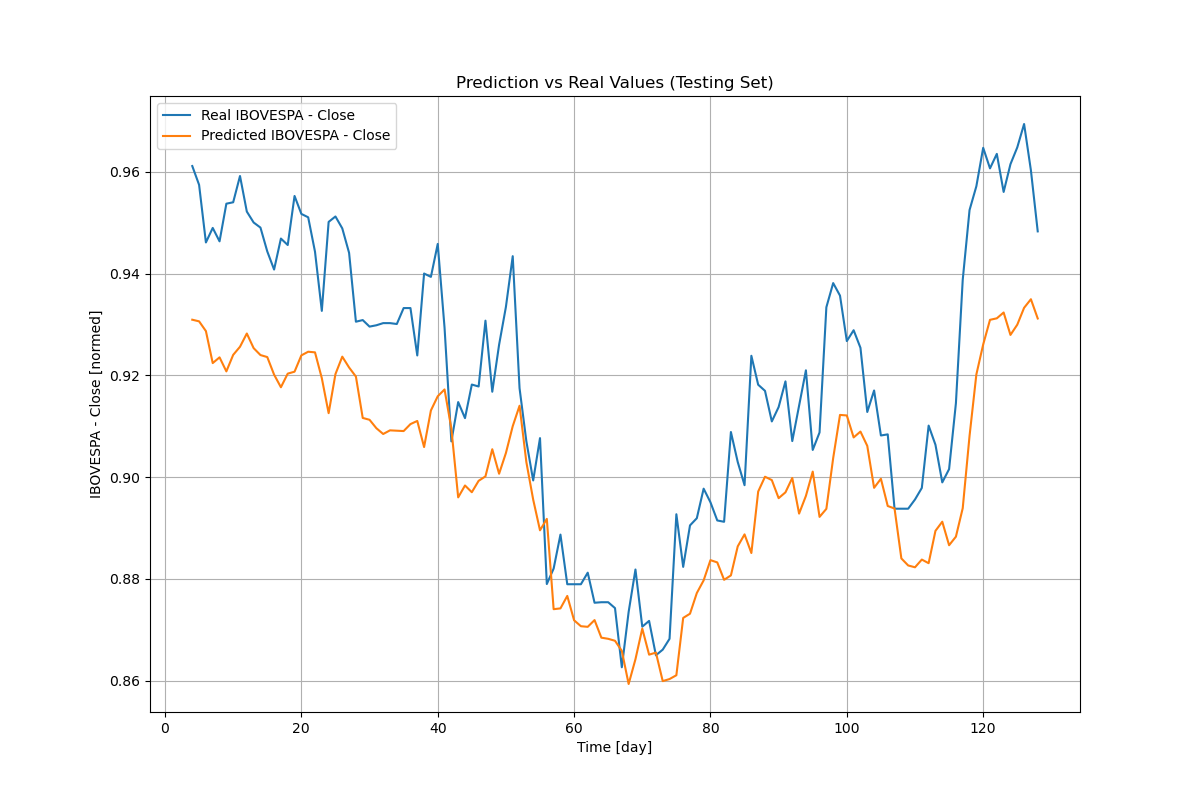 Prediction vs Real Values (Testing Set)
Real IBOVESPA - Close
Predicted IBOVESPA - Close
IBOVESPA - Close [normed]
0.96
0.94
0.92
0.90
0.88
0.86
0 20 40 60 80 100 120
Time [day]